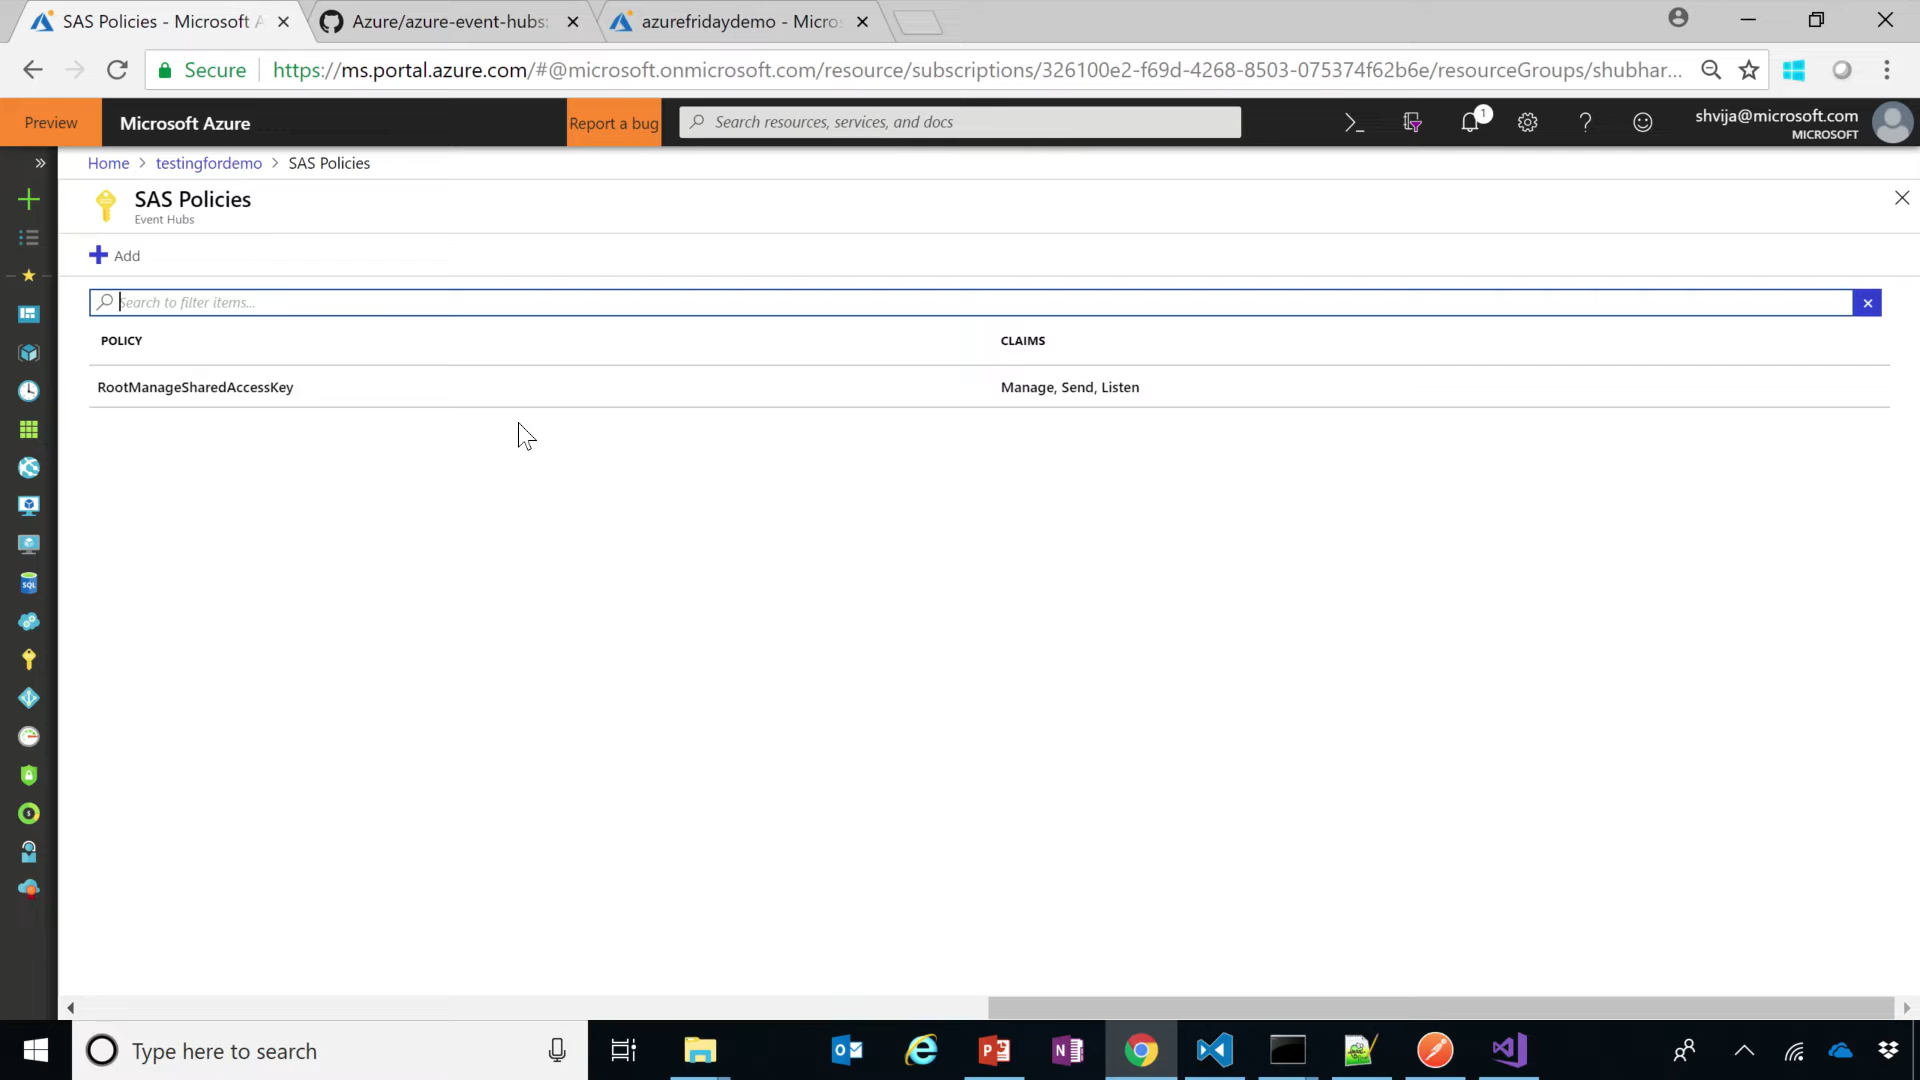 SAS Policies - Microsoft A
Azure/azure-event-hubs:
azurefridaydemo - Micro
Secure
https://ms.portal.azure.com/#@microsoft.onmicrosoft.com/resource/subscriptions/326100e2-f69d-4268-8503-075374f62b6e/resourceGroups/shubhar...
Preview
Microsoft Azure
Report a bug
Search resources, services, and docs
1
shvija@microsoft.com
MICROSOFT
Home > testingfordemo > SAS Policies
SAS Policies
Event Hubs
Add
Search to filter items...
POLICY
CLAIMS
RootManageSharedAccessKey
Manage, Send, Listen
SQL
Type here to search